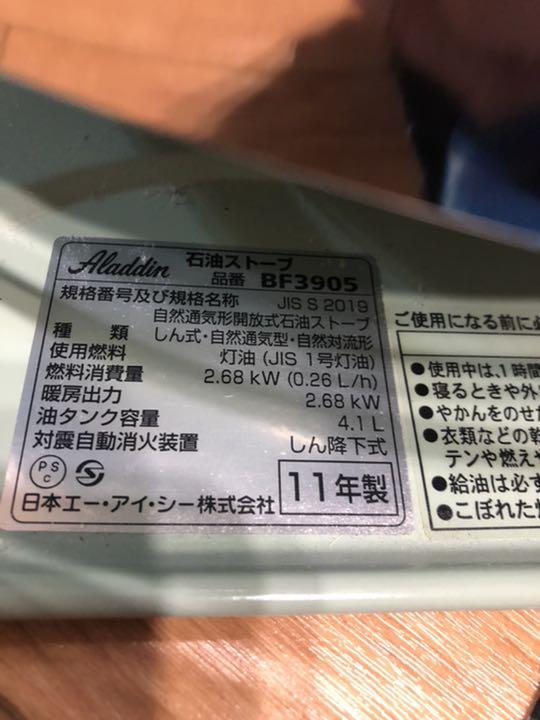 Aladdin 石油ストーブ
品番 BF3905
規格番号及び規格名称 JIS S 2019
自然通気形開放式石油ストーブ
種類 しん式・自然通気型・自然対流形
使用燃料 灯油 (JIS 1号灯油)
燃料消費量 2.68 kW (0.26 L/h)
暖房出力 2.68 kW
油タンク容量 4.1 L
対震自動消火装置 しん降下式
PS C S
日本エー・アイ・シー株式会社 11年製
ご使用になる前に必
●使用中は、1時間
●寝るときや外
●やかんをのせた
●衣類などの乾
テンや燃えや
●給油は必ず
●こぼれた